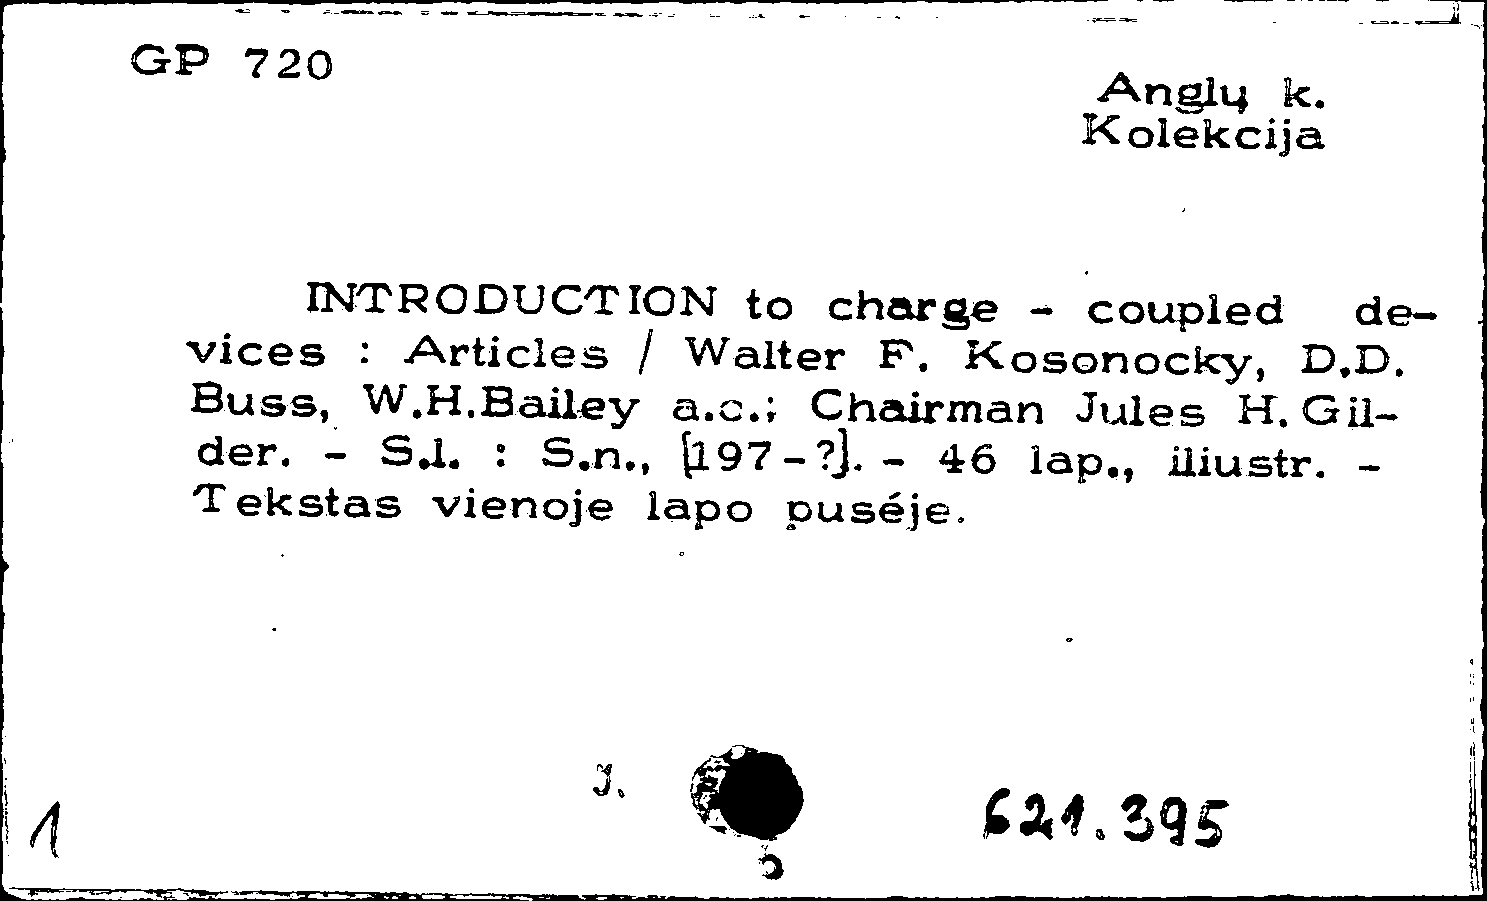 GP 720
Anglų k.
Kolekcija
INTRODUCTION to charge - coupled de-
vices : Articles / Walter F. Kosonocky, D.D.
Buss, W.H.Bailey a.o.; Chairman Jules H. Gil-
der. - S.l. : S.n., [197-?]. - 46 lap., iliustr. -
Tekstas vienoje lapo pusėje.
1
621.395